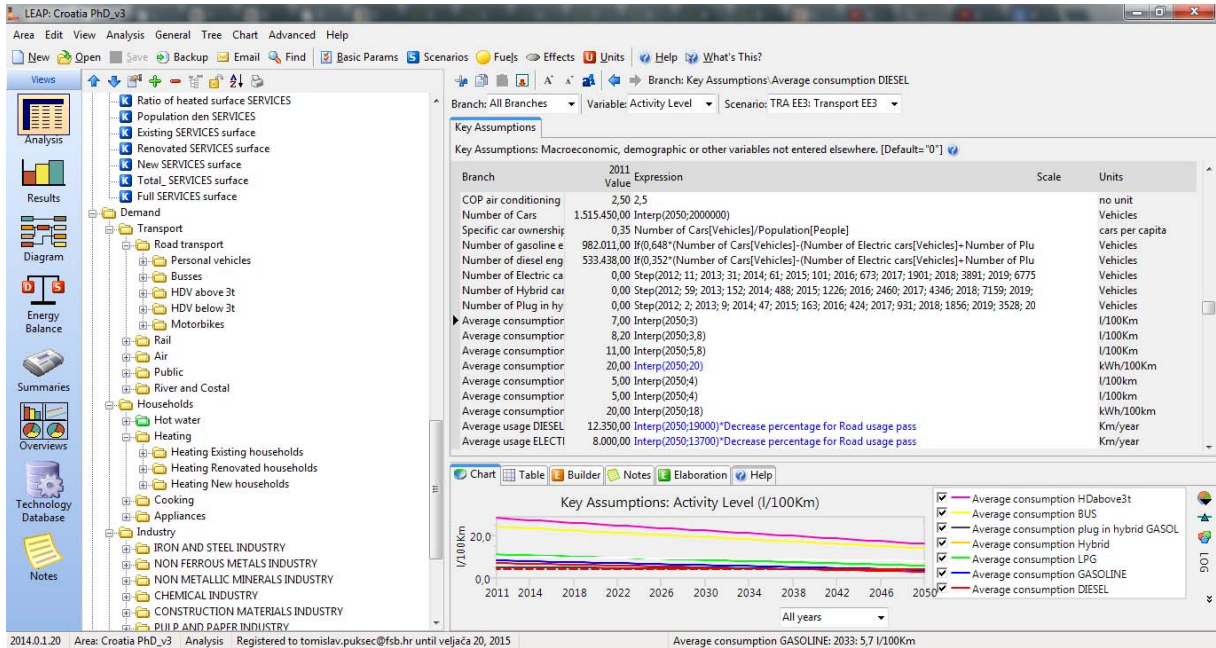 LEAP: Croatia PhD_v3
Area Edit View Analysis General Tree Chart Advanced Help
New Open Save Backup Email Find Basic Params Scenarios Fuels Effects Units Help What's This?
Views
Analysis
Results
Diagram
Energy
Balance
Summaries
Overviews
Technology
Database
Notes
Ratio of heated surface SERVICES
Population den SERVICES
Existing SERVICES surface
Renovated SERVICES surface
New SERVICES surface
Total_ SERVICES surface
Full SERVICES surface
Demand
Transport
Road transport
Personal vehicles
Busses
HDV above 3t
HDV below 3t
Motorbikes
Rail
Air
Public
River and Costal
Households
Hot water
Heating
Heating Existing households
Heating Renovated households
Heating New households
Cooking
Appliances
Industry
IRON AND STEEL INDUSTRY
NON FERROUS METALS INDUSTRY
NON METALLIC MINERALS INDUSTRY
CHEMICAL INDUSTRY
CONSTRUCTION MATERIALS INDUSTRY
PULP AND PAPER INDUSTRY
Branch: Key Assumptions\Average consumption DIESEL
Branch: All Branches Variable: Activity Level Scenario: TRA EE3: Transport EE3
Key Assumptions
Key Assumptions: Macroeconomic, demographic or other variables not entered elsewhere. [Default="0"]
Branch 2011 Value Expression Scale Units
COP air conditioning 2,50 2,5 no unit
Number of Cars 1.515.450,00 Interp(2050;2000000) Vehicles
Specific car ownership 0,35 Number of Cars[Vehicles]/Population[People] cars per capita
Number of gasoline e 982.011,00 If(0,648*(Number of Cars[Vehicles]-(Number of Electric cars[Vehicles]+Number of Plu Vehicles
Number of diesel eng 533.438,00 If(0,352*(Number of Cars[Vehicles]-(Number of Electric cars[Vehicles]+Number of Plu Vehicles
Number of Electric ca 0,00 Step(2012; 11; 2013; 31; 2014; 61; 2015; 101; 2016; 673; 2017; 1901; 2018; 3891; 2019; 6775 Vehicles
Number of Hybrid car 0,00 Step(2012; 59; 2013; 152; 2014; 488; 2015; 1226; 2016; 2460; 2017; 4346; 2018; 7159; 2019; Vehicles
Number of Plug in hy 0,00 Step(2012; 2; 2013; 9; 2014; 47; 2015; 163; 2016; 424; 2017; 931; 2018; 1856; 2019; 3528; 20 Vehicles
Average consumption 7,00 Interp(2050;3) l/100Km
Average consumption 8,20 Interp(2050;3,8) l/100Km
Average consumption 11,00 Interp(2050;5,8) l/100Km
Average consumption 20,00 Interp(2050;20) kWh/100Km
Average consumption 5,00 Interp(2050;4) l/100km
Average consumption 5,00 Interp(2050;4) l/100km
Average consumption 20,00 Interp(2050;18) kWh/100km
Average usage DIESEL 12.350,00 Interp(2050;19000)*Decrease percentage for Road usage pass Km/year
Average usage ELECTI 8.000,00 Interp(2050;13700)*Decrease percentage for Road usage pass Km/year
Chart Table Builder Notes Elaboration Help
Key Assumptions: Activity Level (l/100Km)
l/100Km
20,0
0,0
2011 2014 2018 2022 2026 2030 2034 2038 2042 2046 2050
All years
Average consumption HDabove3t
Average consumption BUS
Average consumption plug in hybrid GASOL
Average consumption Hybrid
Average consumption LPG
Average consumption GASOLINE
Average consumption DIESEL
LOG
2014.0.1.20 Area: Croatia PhD_v3 Analysis Registered to tomislav.puksec@fsb.hr until veljača 20, 2015 Average consumption GASOLINE: 2033: 5,7 l/100Km